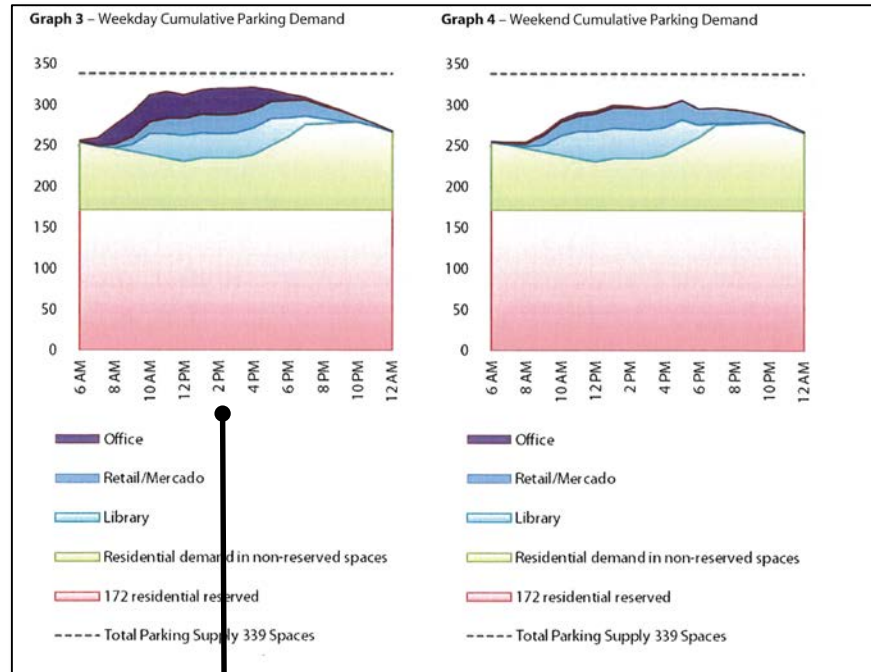 Graph 3 – Weekday Cumulative Parking Demand
350
300
250
200
150
100
50
0
6 AM
8 AM
10 AM
12 PM
2 PM
4 PM
6 PM
8 PM
10 PM
12 AM
Office
Retail/Mercado
Library
Residential demand in non-reserved spaces
172 residential reserved
Total Parking Supply 339 Spaces
Graph 4 – Weekend Cumulative Parking Demand
350
300
250
200
150
100
50
0
6 AM
8 AM
10 AM
12 PM
2 PM
4 PM
6 PM
8 PM
10 PM
12 AM
Office
Retail/Mercado
Library
Residential demand in non-reserved spaces
172 residential reserved
Total Parking Supply 339 Spaces